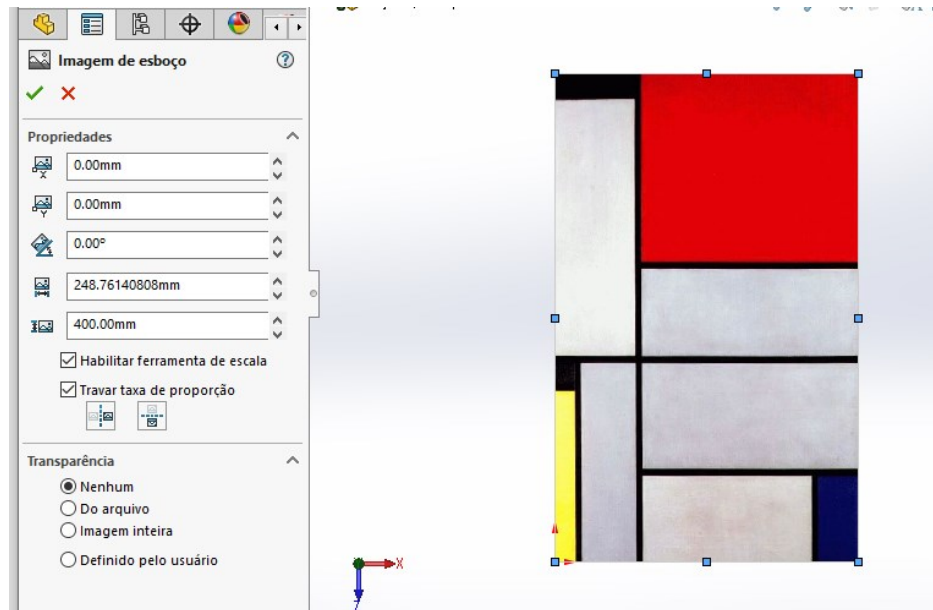 Imagem de esboço
Propriedades
X
0.00mm
Y
0.00mm
0.00º
248.76140808mm
400.00mm
Habilitar ferramenta de escala
Travar taxa de proporção
Transparência
Nenhum
Do arquivo
Imagem inteira
Definido pelo usuário
X